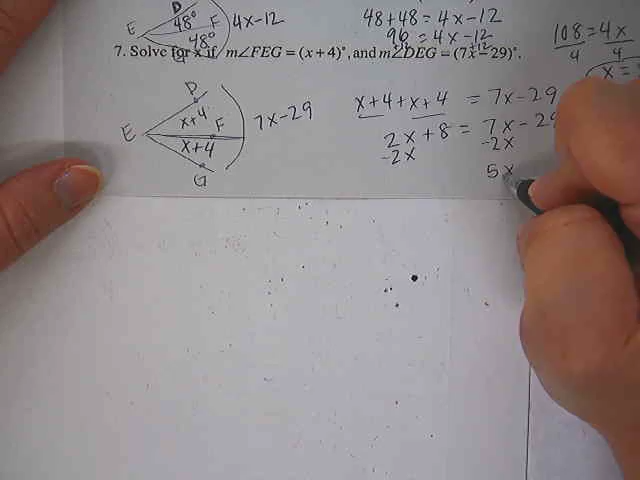 D
E 48° F 4x-12
48°
G
48+48 = 4x-12
96 = 4x-12
+12 +12
108 = 4x
4 4
x =
7. Solve for x if m∠FEG = (x+4)°, and m∠DEG = (7x-29)°.
D
x+4
E F 7x-29
x+4
G
x+4+x+4 = 7x-29
2x+8 = 7x-29
-2x -2x
5x